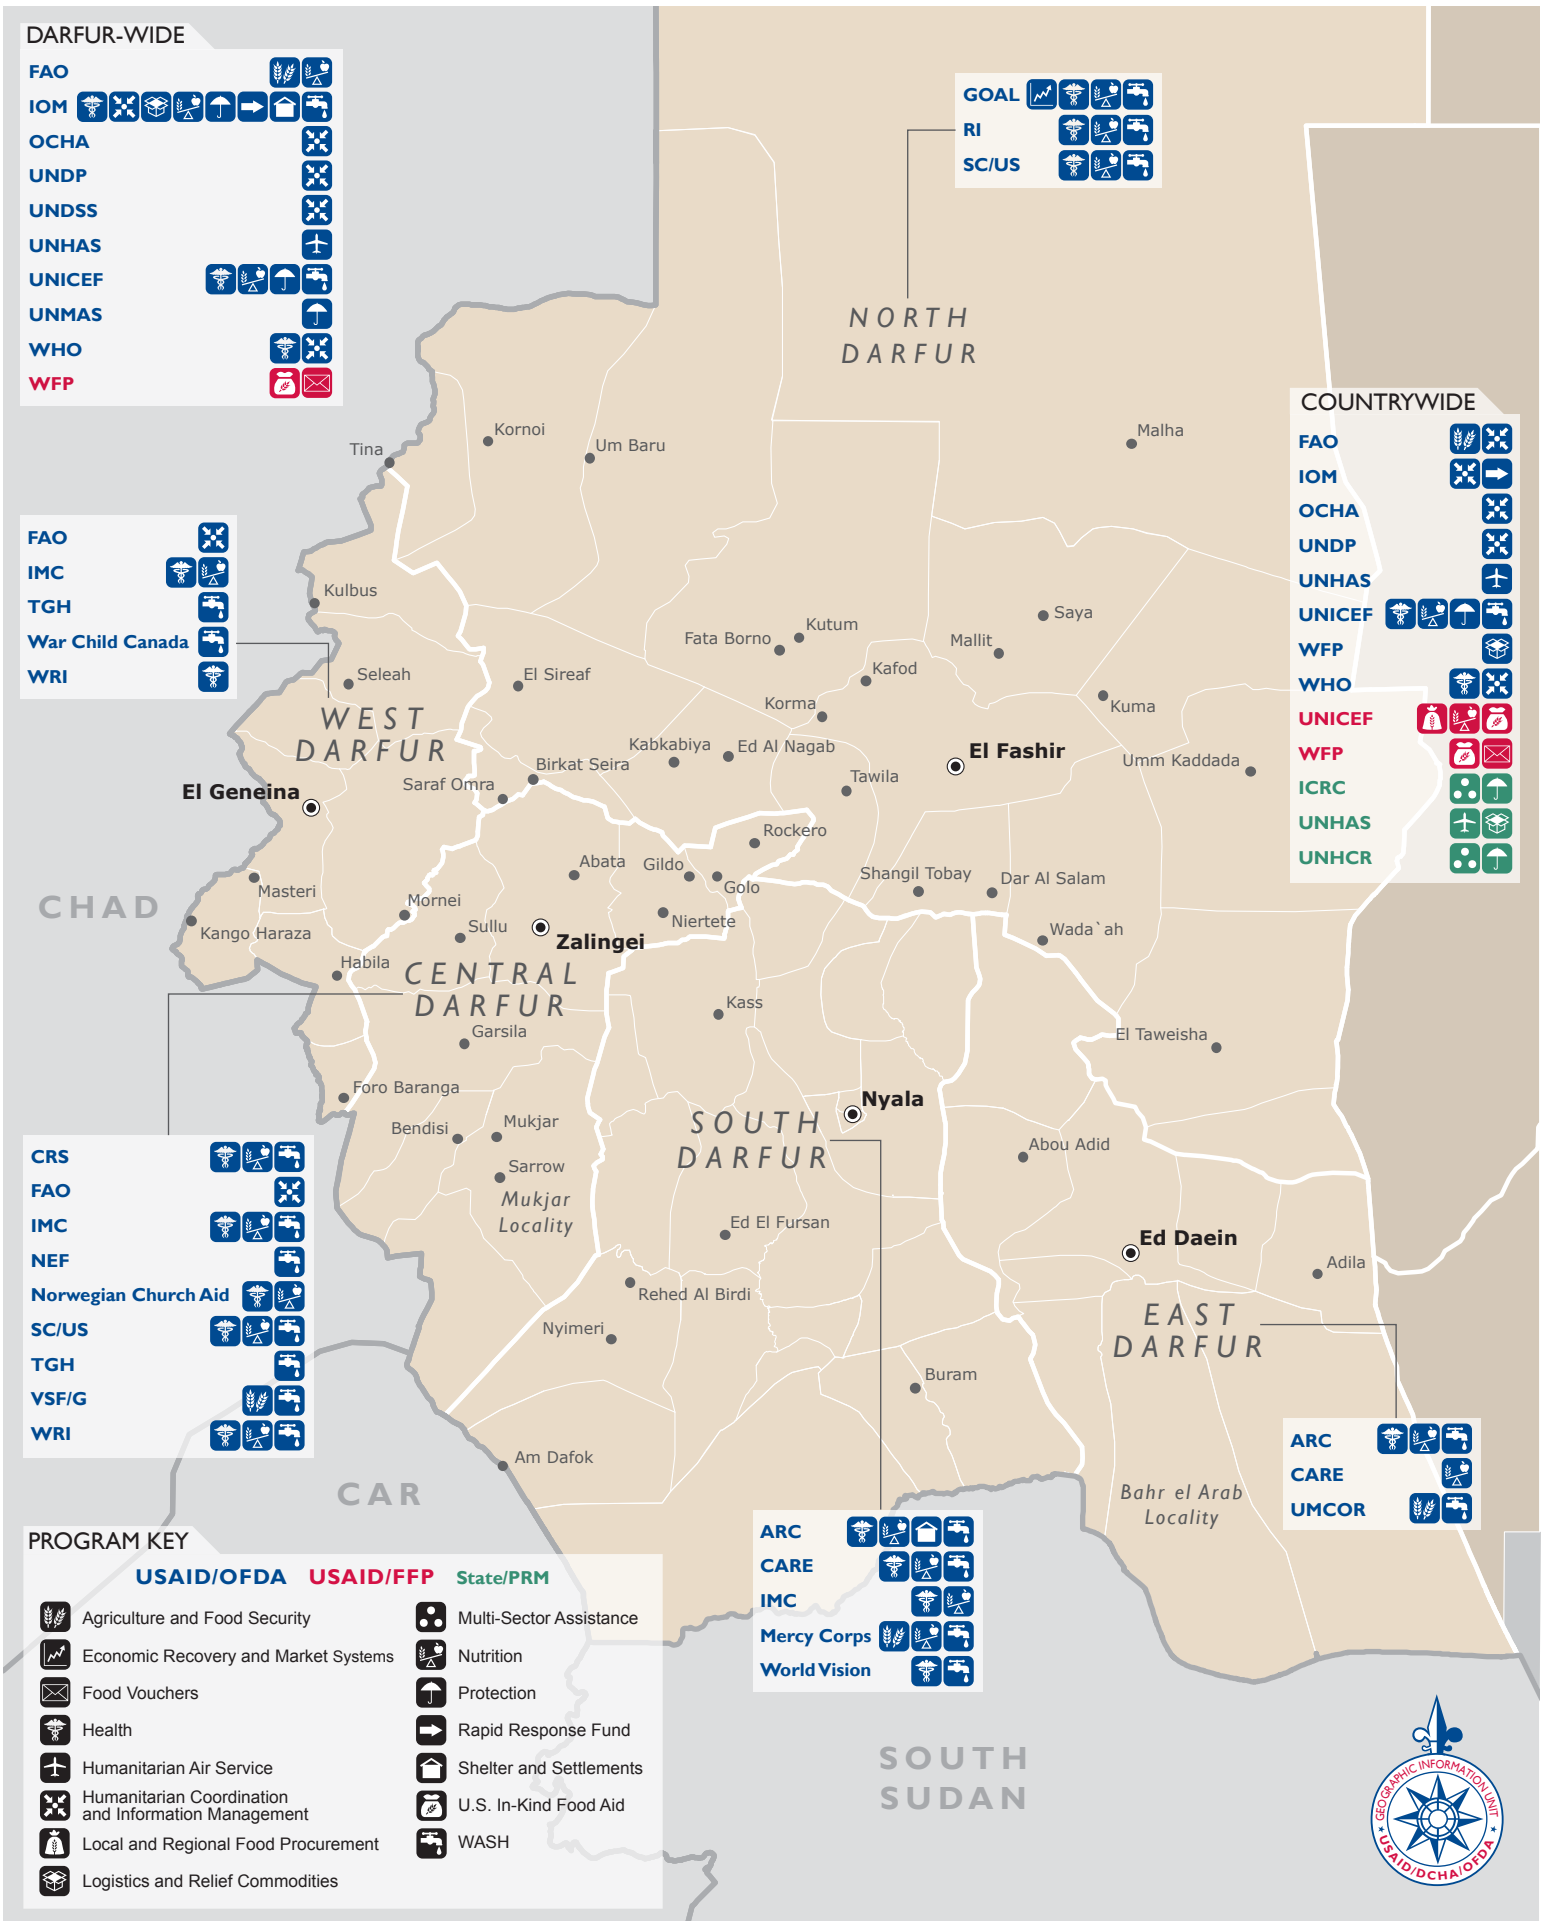 DARFUR-WIDE
FAO
IOM
OCHA
UNDP
UNDSS
UNHAS
UNICEF
UNMAS
WHO
WFP
GOAL
RI
SC/US
NORTH
DARFUR
COUNTRYWIDE
FAO
IOM
OCHA
UNDP
UNHAS
UNICEF
WFP
WHO
UNICEF
WFP
ICRC
UNHAS
UNHCR
Kornoi
Um Baru
Tina
Malha
FAO
IMC
TGH
War Child Canada
WRI
Kulbus
Saya
Kutum
Fata Borno
Mallit
Seleah
El Sireaf
Kafod
Korma
Kuma
WEST
DARFUR
Kabkabiya
Ed Al Nagab
El Fashir
Birkat Seira
Umm Kaddada
Saraf Omra
Tawila
El Geneina
Rockero
Abata
Gildo
Golo
Shangil Tobay
Dar Al Salam
Masteri
CHAD
Mornei
Kango Haraza
Sullu
Niertete
Zalingei
Wada`ah
Habila
CENTRAL
DARFUR
Kass
Garsila
El Taweisha
Foro Baranga
Nyala
Bendisi
Mukjar
SOUTH
DARFUR
Abou Adid
Sarrow
Mukjar
Locality
Ed El Fursan
Ed Daein
Adila
Rehed Al Birdi
Nyimeri
EAST
DARFUR
Buram
Am Dafok
CRS
FAO
IMC
NEF
Norwegian Church Aid
SC/US
TGH
VSF/G
WRI
CAR
Bahr el Arab
Locality
ARC
CARE
UMCOR
ARC
CARE
IMC
Mercy Corps
World Vision
SOUTH
SUDAN
PROGRAM KEY
USAID/OFDA USAID/FFP State/PRM
Agriculture and Food Security
Economic Recovery and Market Systems
Food Vouchers
Health
Humanitarian Air Service
Humanitarian Coordination
and Information Management
Local and Regional Food Procurement
Logistics and Relief Commodities
Multi-Sector Assistance
Nutrition
Protection
Rapid Response Fund
Shelter and Settlements
U.S. In-Kind Food Aid
WASH
GEOGRAPHIC INFORMATION UNIT
USAID/DCHA/OFDA